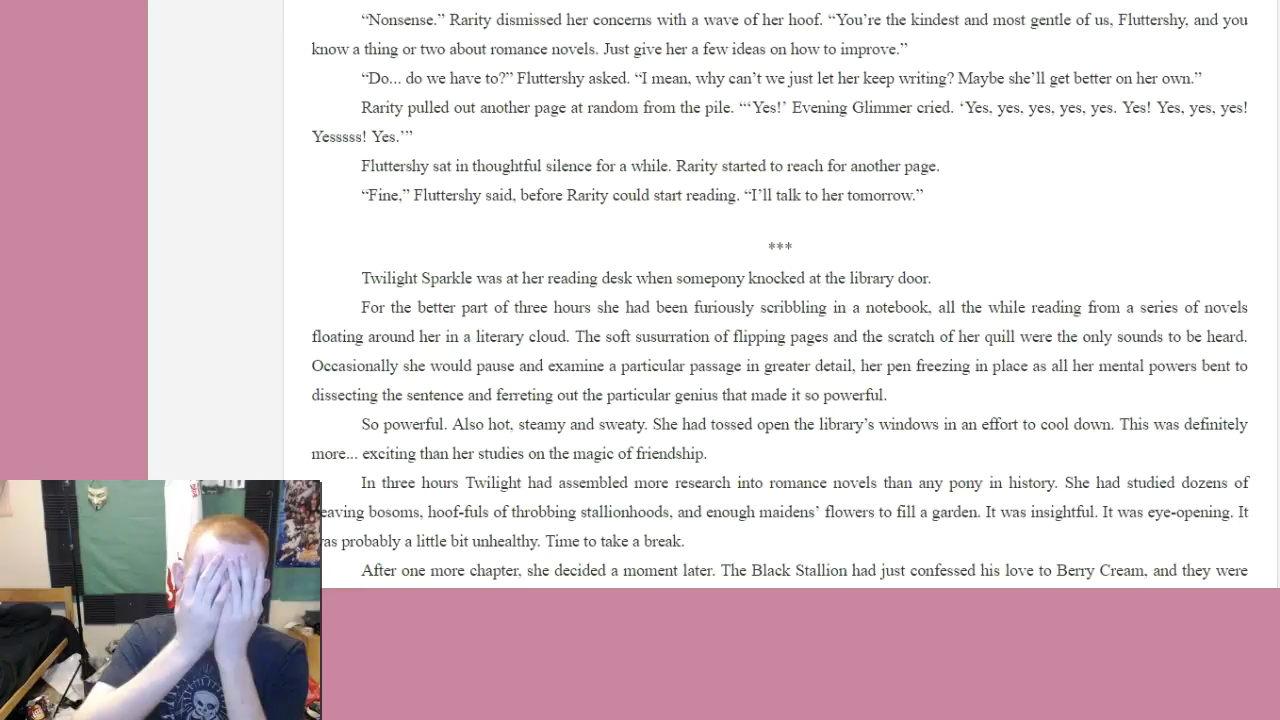 “Nonsense.” Rarity dismissed her concerns with a wave of her hoof. “You’re the kindest and most gentle of us, Fluttershy, and you
know a thing or two about romance novels. Just give her a few ideas on how to improve.”
“Do... do we have to?” Fluttershy asked. “I mean, why can’t we just let her keep writing? Maybe she’ll get better on her own.”
Rarity pulled out another page at random from the pile. “‘Yes!’ Evening Glimmer cried. ‘Yes, yes, yes, yes, yes. Yes! Yes, yes, yes!
Yesssss! Yes.’”
Fluttershy sat in thoughtful silence for a while. Rarity started to reach for another page.
“Fine,” Fluttershy said, before Rarity could start reading. “I’ll talk to her tomorrow.”
***
Twilight Sparkle was at her reading desk when somepony knocked at the library door.
For the better part of three hours she had been furiously scribbling in a notebook, all the while reading from a series of novels
floating around her in a literary cloud. The soft susurration of flipping pages and the scratch of her quill were the only sounds to be heard.
Occasionally she would pause and examine a particular passage in greater detail, her pen freezing in place as all her mental powers bent to
dissecting the sentence and ferreting out the particular genius that made it so powerful.
So powerful. Also hot, steamy and sweaty. She had tossed open the library’s windows in an effort to cool down. This was definitely
more... exciting than her studies on the magic of friendship.
In three hours Twilight had assembled more research into romance novels than any pony in history. She had studied dozens of
eaving bosoms, hoof-fuls of throbbing stallionhoods, and enough maidens’ flowers to fill a garden. It was insightful. It was eye-opening. It
as probably a little bit unhealthy. Time to take a break.
After one more chapter, she decided a moment later. The Black Stallion had just confessed his love to Berry Cream, and they were